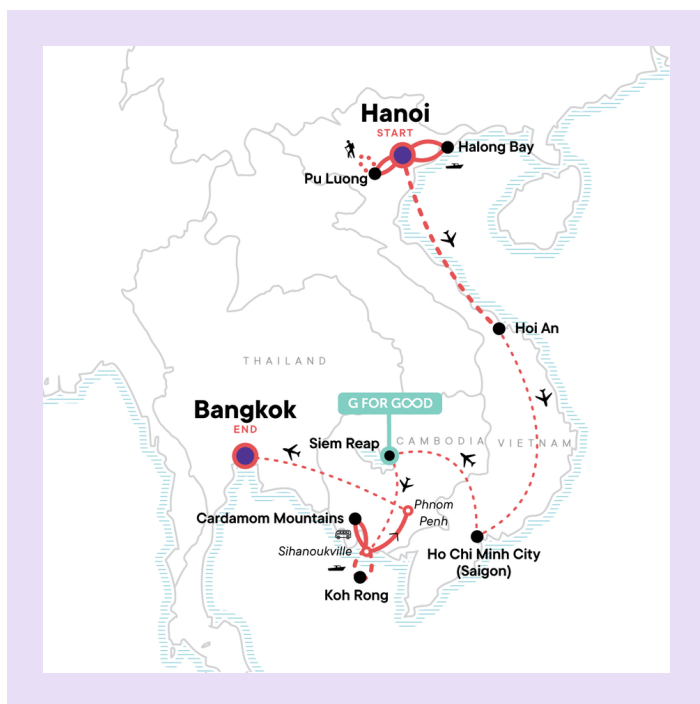 Hanoi
START
Halong Bay
Pu Luong
Hoi An
THAILAND
G FOR GOOD
Bangkok
END
Siem Reap
CAMBODIA
VIETNAM
Phnom
Penh
Cardamom Mountains
Sihanoukville
Ho Chi Minh City
(Saigon)
Koh Rong